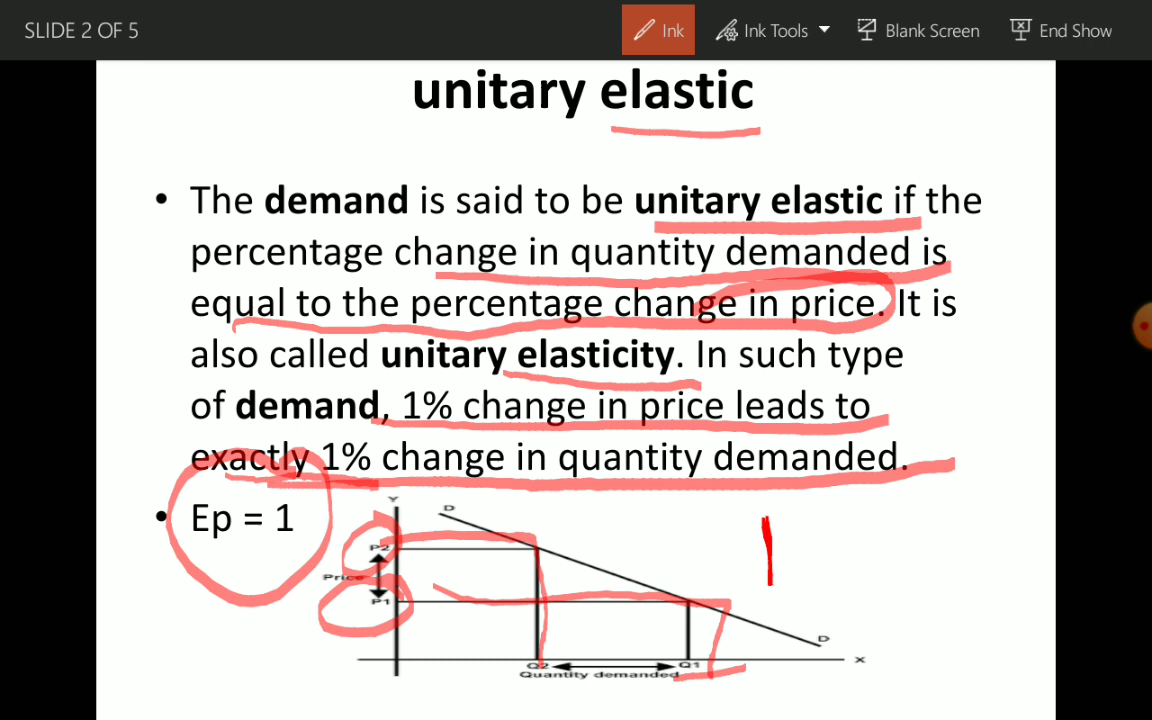 SLIDE 2 OF 5 Ink Ink Tools Blank Screen End Show
unitary elastic
• The demand is said to be unitary elastic if the
percentage change in quantity demanded is
equal to the percentage change in price. It is
also called unitary elasticity. In such type
of demand, 1% change in price leads to
exactly 1% change in quantity demanded.
• Ep = 1
Y
D
P2
Price
P1
D
Q2 Q1 X
Quantity demanded